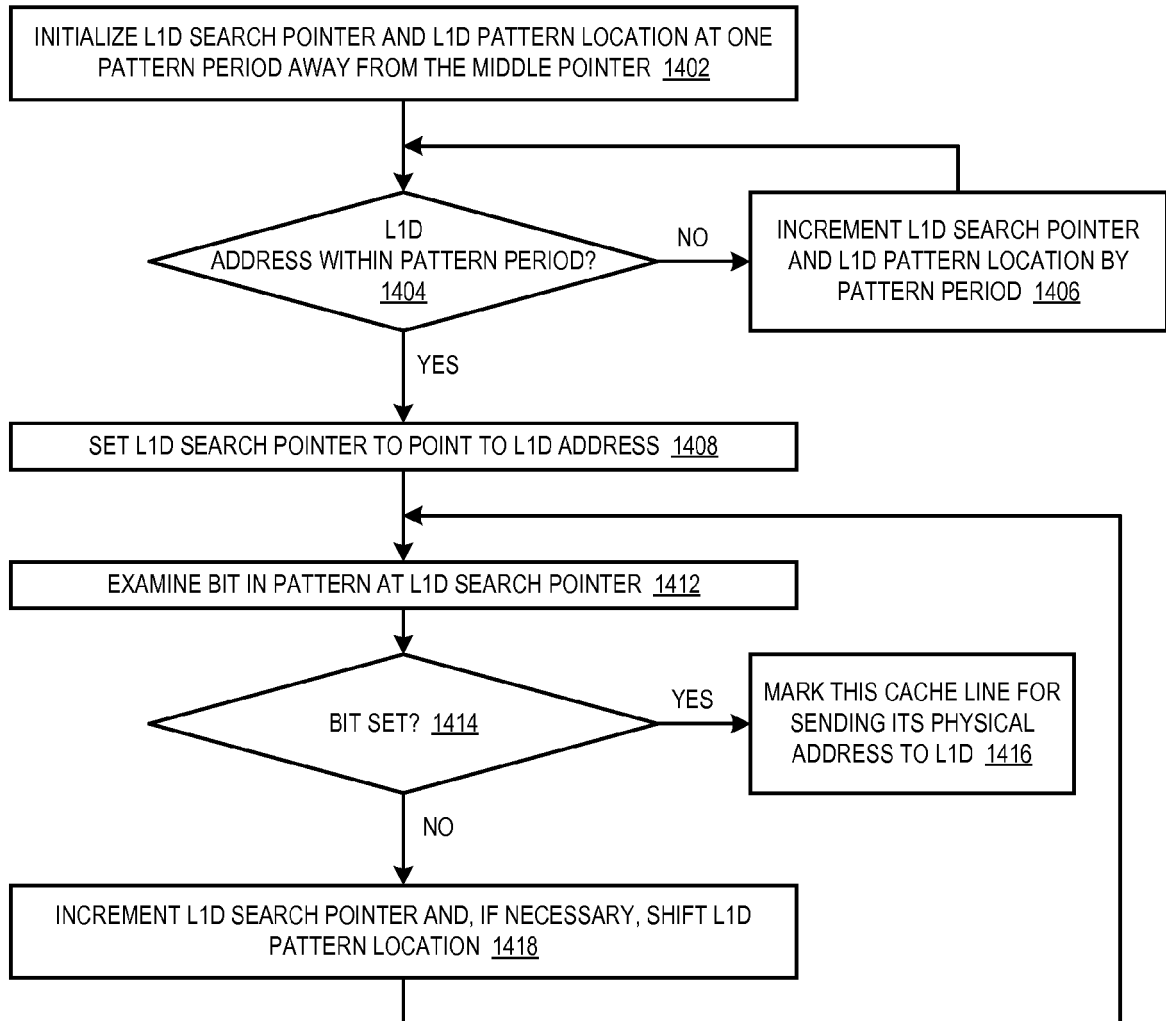 INITIALIZE L1D SEARCH POINTER AND L1D PATTERN LOCATION AT ONE
PATTERN PERIOD AWAY FROM THE MIDDLE POINTER 1402
L1D
ADDRESS WITHIN PATTERN PERIOD?
1404
NO
INCREMENT L1D SEARCH POINTER
AND L1D PATTERN LOCATION BY
PATTERN PERIOD 1406
YES
SET L1D SEARCH POINTER TO POINT TO L1D ADDRESS 1408
EXAMINE BIT IN PATTERN AT L1D SEARCH POINTER 1412
BIT SET? 1414
YES
MARK THIS CACHE LINE FOR
SENDING ITS PHYSICAL
ADDRESS TO L1D 1416
NO
INCREMENT L1D SEARCH POINTER AND, IF NECESSARY, SHIFT L1D
PATTERN LOCATION 1418